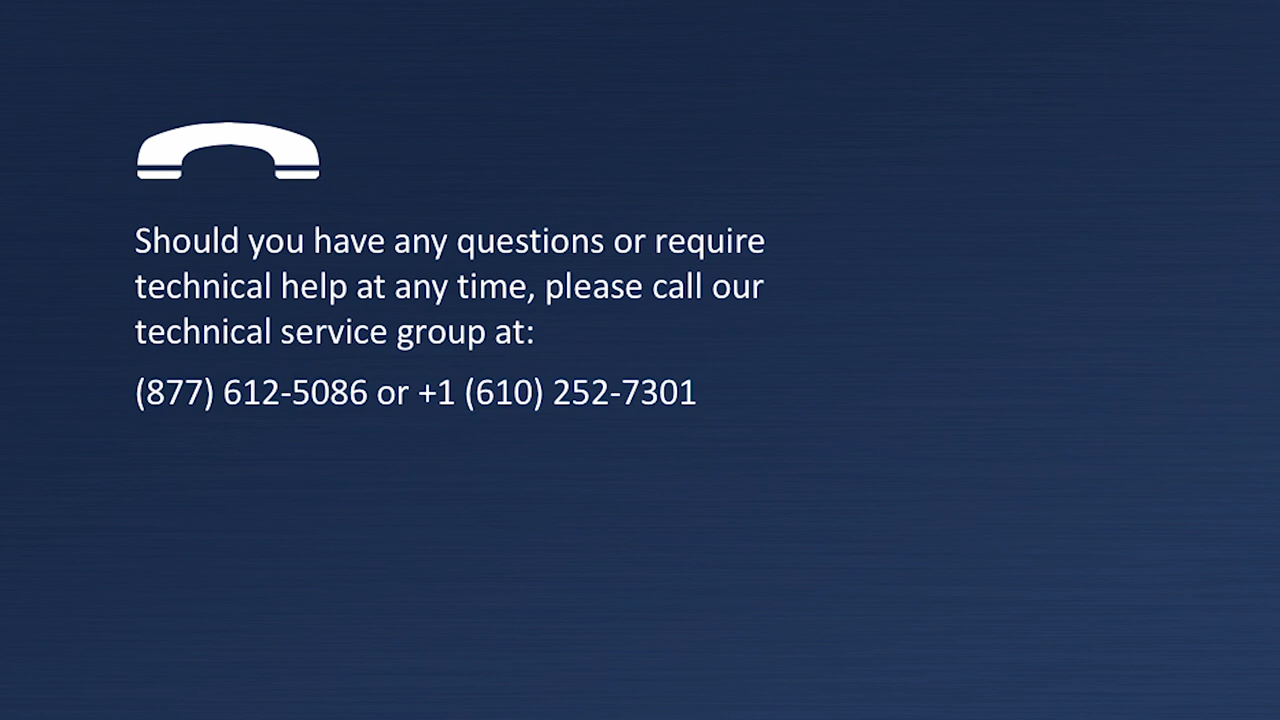 Should you have any questions or require
technical help at any time, please call our
technical service group at:
(877) 612-5086 or +1 (610) 252-7301